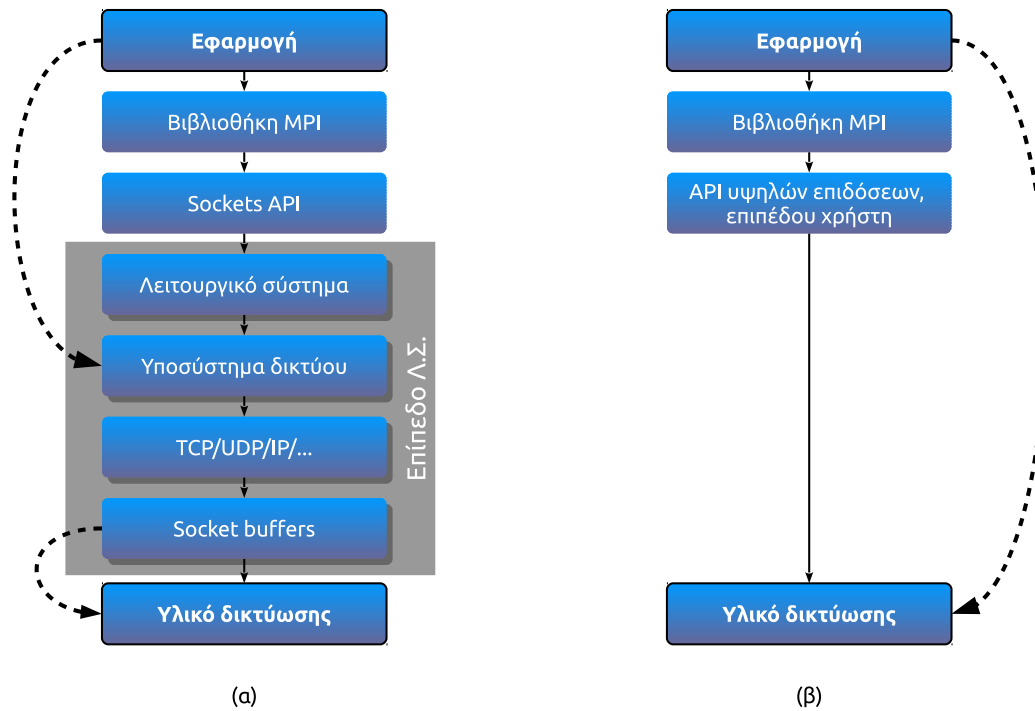 Εφαρμογή
Βιβλιοθήκη MPI
Sockets API
Λειτουργικό σύστημα
Υποσύστημα δικτύου
TCP/UDP/IP/...
Socket buffers
Επίπεδο Λ.Σ.
Υλικό δικτύωσης
(α)
Εφαρμογή
Βιβλιοθήκη MPI
API υψηλών επιδόσεων,
επιπέδου χρήστη
Υλικό δικτύωσης
(β)